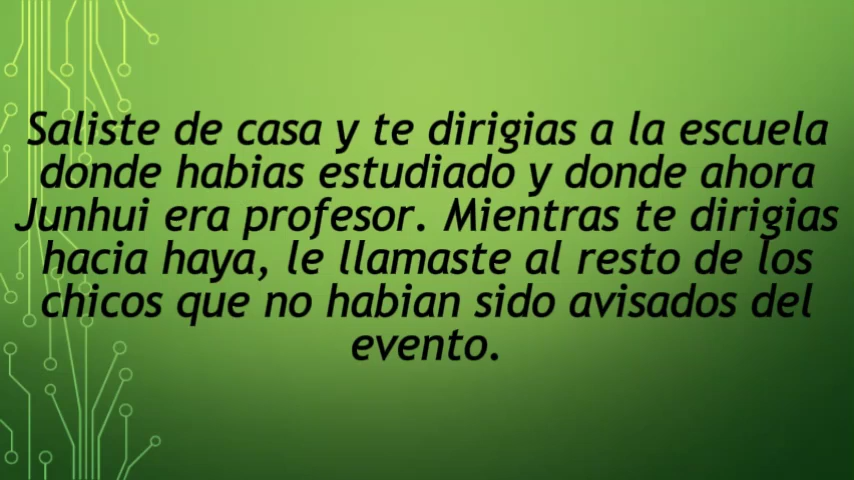 Saliste de casa y te dirigias a la escuela
donde habias estudiado y donde ahora
Junhui era profesor. Mientras te dirigias
hacia haya, le llamaste al resto de los
chicos que no habian sido avisados del
evento.